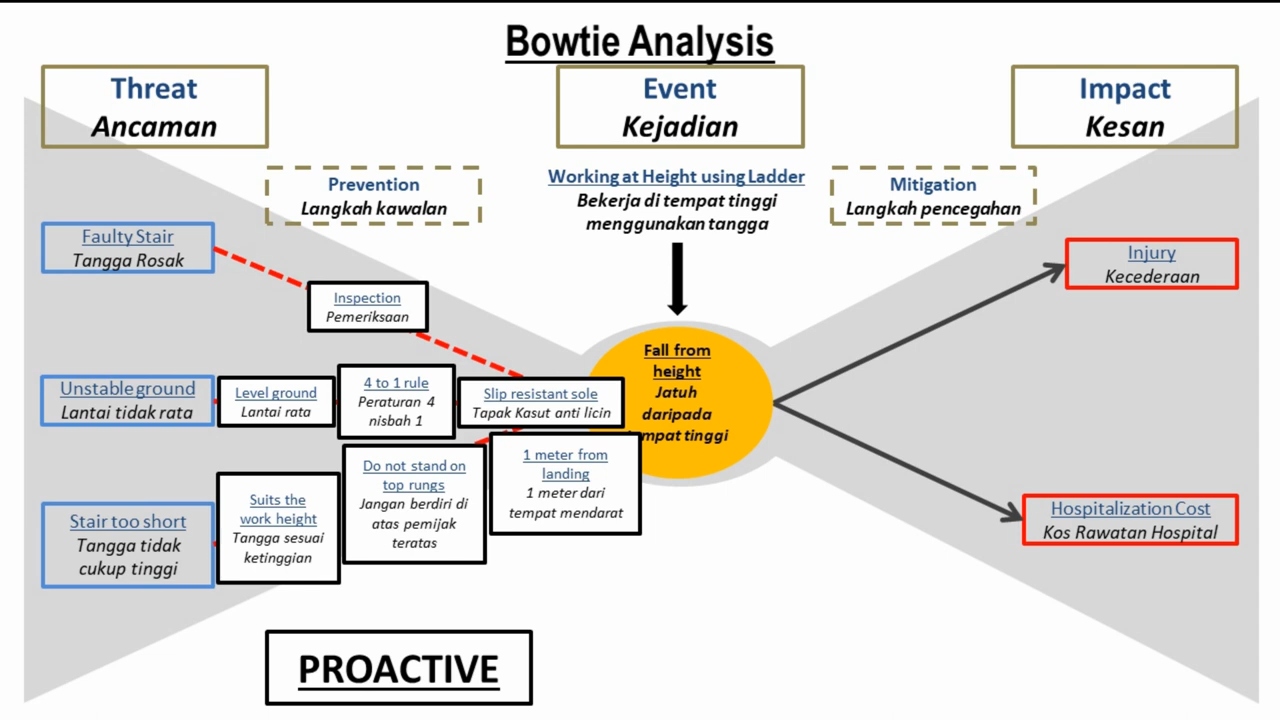 Bowtie Analysis
Threat
Ancaman
Event
Kejadian
Impact
Kesan
Prevention
Langkah kawalan
Working at Height using Ladder
Bekerja di tempat tinggi
menggunakan tangga
Mitigation
Langkah pencegahan
Faulty Stair
Tangga Rosak
Inspection
Pemeriksaan
Unstable ground
Lantai tidak rata
Level ground
Lantai rata
4 to 1 rule
Peraturan 4
nisbah 1
Slip resistant sole
Tapak Kasut anti licin
Stair too short
Tangga tidak
cukup tinggi
Suits the
work height
Tangga sesuai
ketinggian
Do not stand on
top rungs
Jangan berdiri di
atas pemijak
teratas
1 meter from
landing
1 meter dari
tempat mendarat
Fall from
height
Jatuh
daripada
mpat tinggi
Injury
Kecederaan
Hospitalization Cost
Kos Rawatan Hospital
PROACTIVE